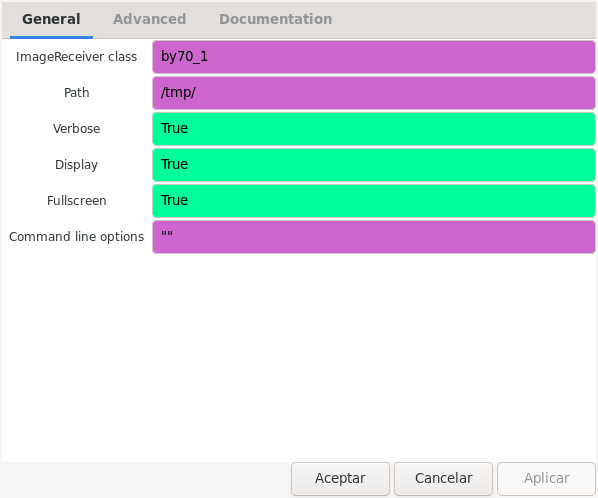 General Advanced Documentation
ImageReceiver class by70_1
Path /tmp/
Verbose True
Display True
Fullscreen True
Command line options ""
Aceptar Cancelar Aplicar